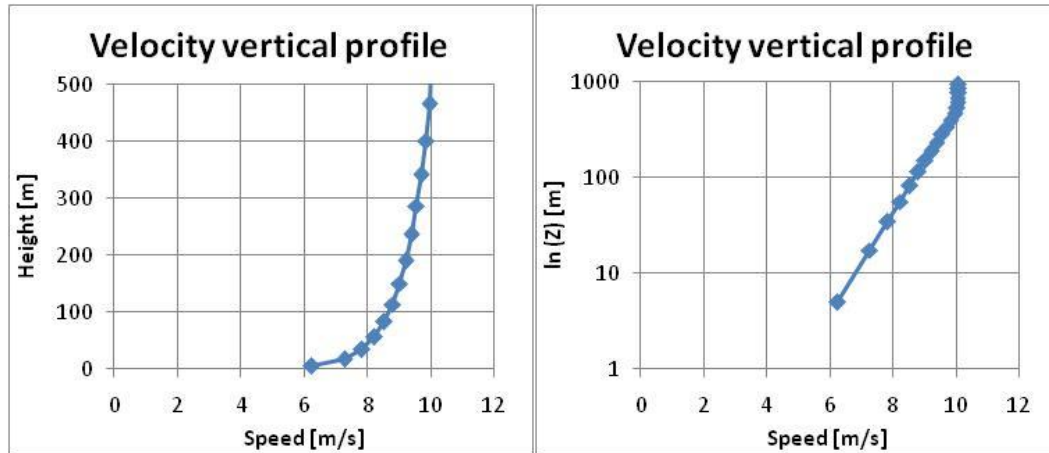 Velocity vertical profile
Height [m]
500
400
300
200
100
0
0 2 4 6 8 10 12
Speed [m/s]
Velocity vertical profile
ln (Z) [m]
1000
100
10
1
0 2 4 6 8 10 12
Speed [m/s]